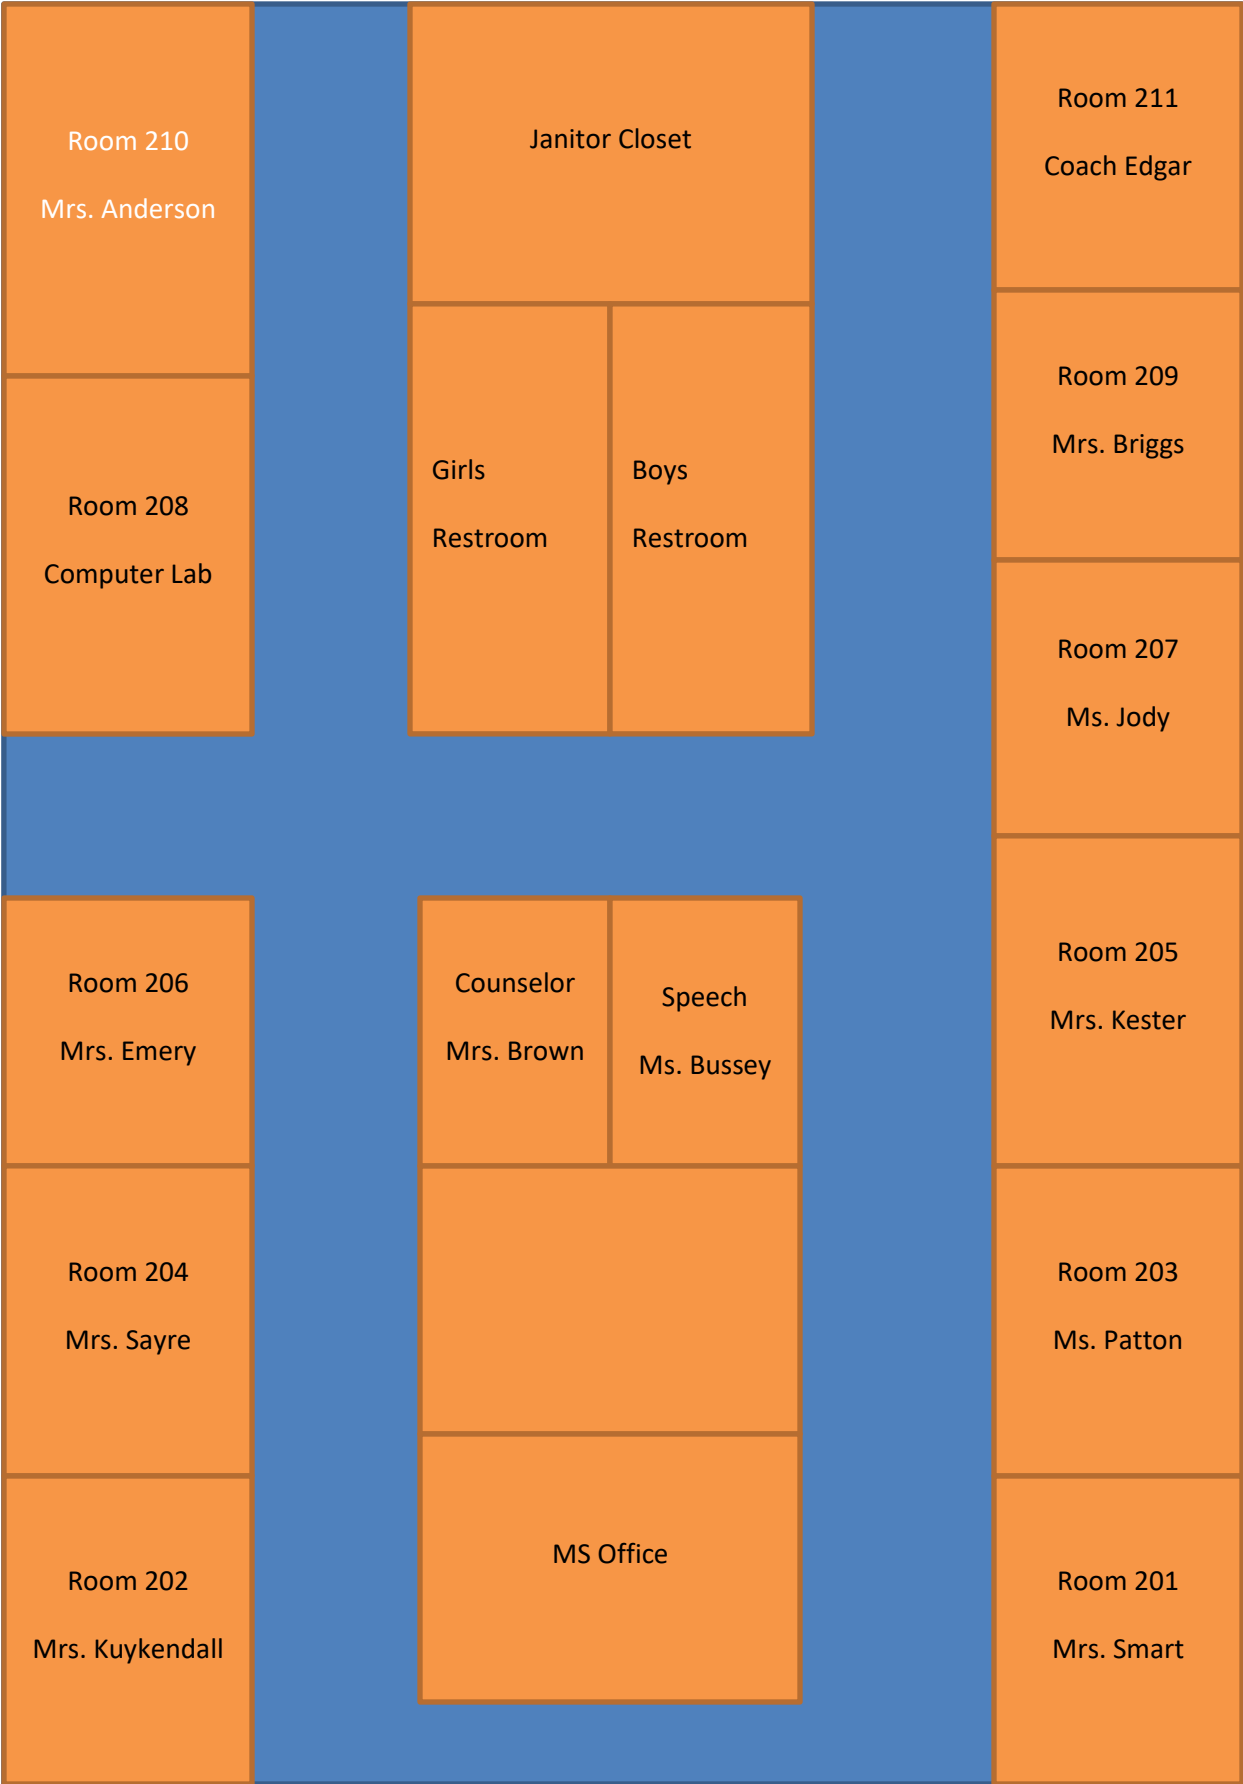 Room 210
Mrs. Anderson
Janitor Closet
Room 211
Coach Edgar
Room 208
Computer Lab
Girls
Restroom
Boys
Restroom
Room 209
Mrs. Briggs
Room 207
Ms. Jody
Room 206
Mrs. Emery
Counselor
Mrs. Brown
Speech
Ms. Bussey
Room 205
Mrs. Kester
Room 204
Mrs. Sayre
Room 203
Ms. Patton
Room 202
Mrs. Kuykendall
MS Office
Room 201
Mrs. Smart